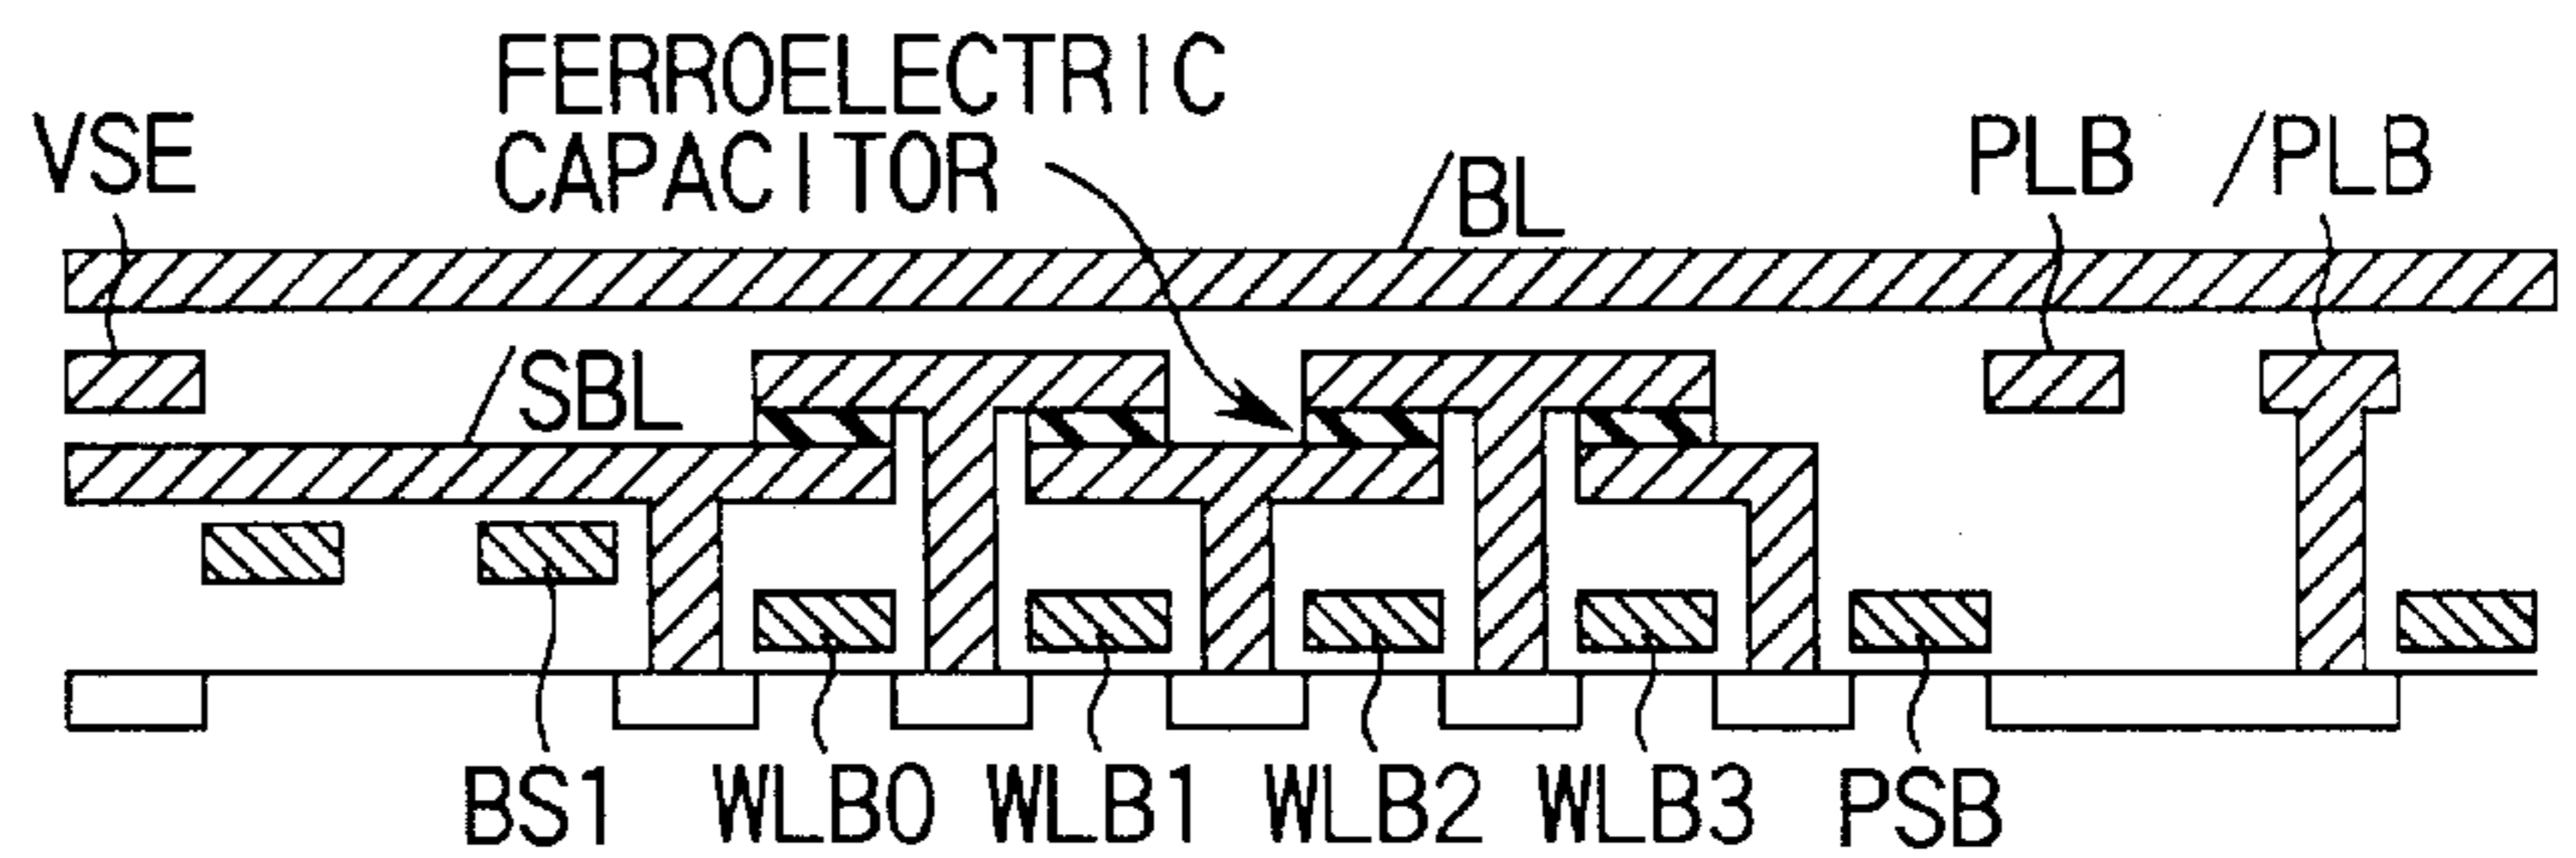 FERROELECTRIC
CAPACITOR
VSE
/BL
PLB
/PLB
/SBL
BS1
WLB0
WLB1
WLB2
WLB3
PSB